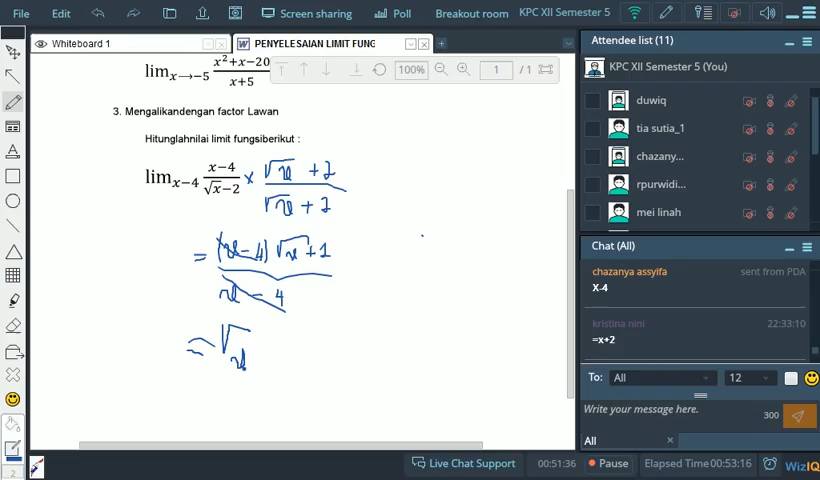 File Edit Screen sharing Poll Breakout room KPC XII Semester 5
Whiteboard 1 PENYELESAIAN LIMIT FUNG
100% 1 / 1
lim x→−5 x²+x−20 / x+5
3. Mengalikandengan factor Lawan
Hitunglahnilai limit fungsiberikut :
lim x−4 x−4 / √x−2 × √x + 2 / √x + 2
= (x − 4) √x + 2 / x − 4
= √x
Attendee list (11)
KPC XII Semester 5 (You)
duwiq
tia sutia_1
chazany...
rpurwidi...
mei linah
Chat (All)
chazanya assyifa sent from PDA
X-4
kristina nini 22:33:10
=x+2
To: All 12
Write your message here. 300
All x
Live Chat Support 00:51:36 Pause Elapsed Time 00:53:16 WizIQ
2